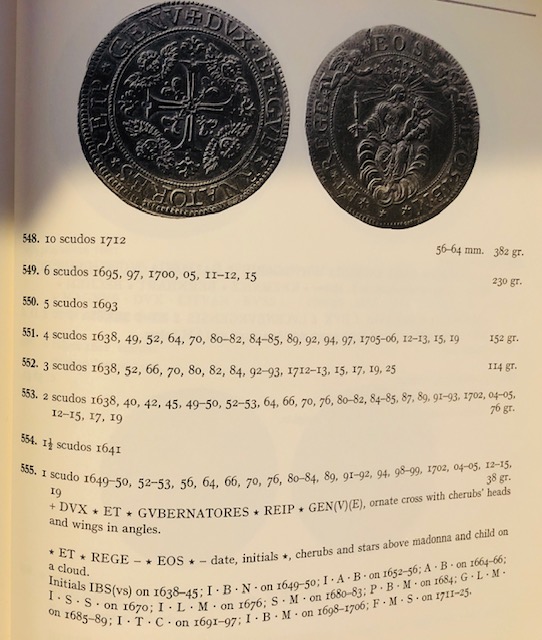 REIP ★ GENV ✠ DVX ★ ET ★ GVBERNATORES ★
ET ★ REGE EOS
548. 10 scudos 1712 56–64 mm. 382 gr.
549. 6 scudos 1695, 97, 1700, 05, 11–12, 15 230 gr.
550. 5 scudos 1693
551. 4 scudos 1638, 49, 52, 64, 70, 80–82, 84–85, 89, 92, 94, 97, 1705–06, 12–13, 15, 19 152 gr.
552. 3 scudos 1638, 52, 66, 70, 80, 82, 84, 92–93, 1712–13, 15, 17, 19, 25 114 gr.
553. 2 scudos 1638, 40, 42, 45, 49–50, 52–53, 64, 66, 70, 76, 80–82, 84–85, 87, 89, 91–93, 1702, 04–05,
12–15, 17, 19 76 gr.
554. 1½ scudos 1641
555. 1 scudo 1649–50, 52–53, 56, 64, 66, 70, 76, 80–84, 89, 91–92, 94, 98–99, 1702, 04–05, 12–15,
19 38 gr.
+ DVX ★ ET ★ GVBERNATORES ★ REIP ★ GEN(V)(E), ornate cross with cherubs' heads
and wings in angles.
★ ET ★ REGE – ★ EOS ★ – date, initials ★, cherubs and stars above madonna and child on
a cloud.
Initials IBS(vs) on 1638–45; I · B · N · on 1649–50; I · A · B · on 1652–56; A · B · on 1664–66;
I · S · S · on 1670; I · L · M · on 1676; S · M · on 1680–83; P · B · M · on 1684; G · L · M ·
on 1685–89; I · T · C · on 1691–97; I · B · M · on 1698–1706; F · M · S · on 1711–25.